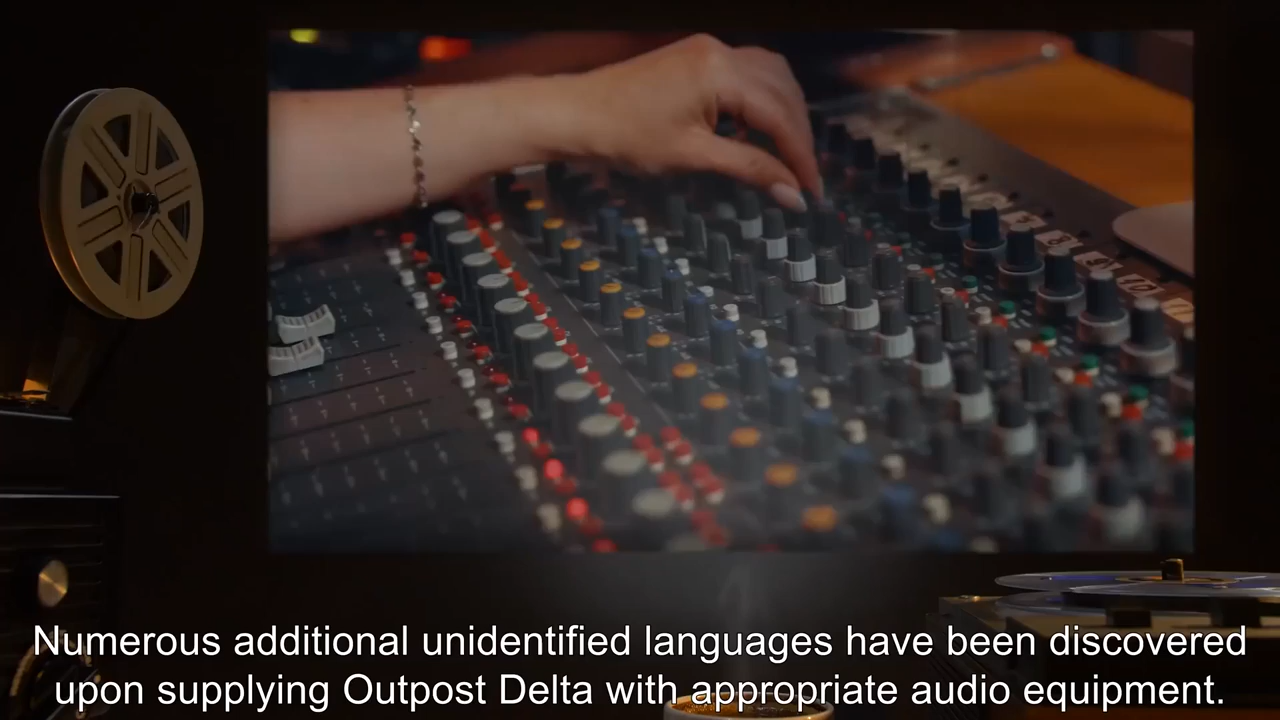 Numerous additional unidentified languages have been discovered
upon supplying Outpost Delta with appropriate audio equipment.